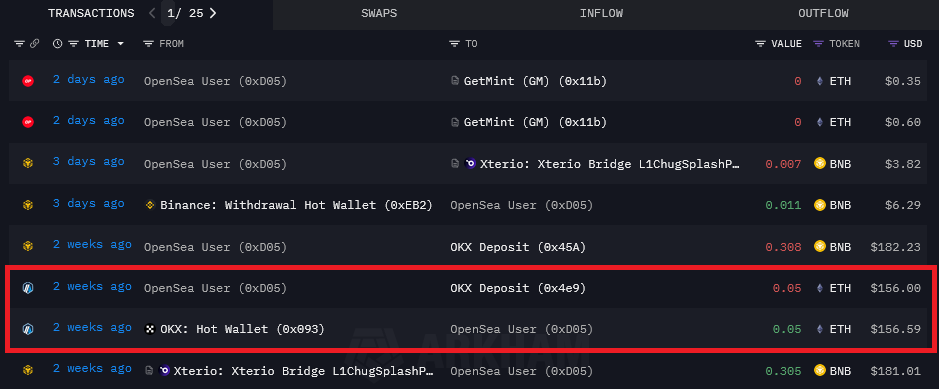 TRANSACTIONS 1/ 25 SWAPS INFLOW OUTFLOW
TIME FROM TO VALUE TOKEN USD
2 days ago OpenSea User (0xD05) GetMint (GM) (0x11b) 0 ETH $0.35
2 days ago OpenSea User (0xD05) GetMint (GM) (0x11b) 0 ETH $0.60
3 days ago OpenSea User (0xD05) Xterio: Xterio Bridge L1ChugSplashP… 0.007 BNB $3.82
3 days ago Binance: Withdrawal Hot Wallet (0xEB2) OpenSea User (0xD05) 0.011 BNB $6.29
2 weeks ago OpenSea User (0xD05) OKX Deposit (0x45A) 0.308 BNB $182.23
2 weeks ago OpenSea User (0xD05) OKX Deposit (0x4e9) 0.05 ETH $156.00
2 weeks ago OKX: Hot Wallet (0x093) OpenSea User (0xD05) 0.05 ETH $156.59
ARKHAM
2 weeks ago Xterio: Xterio Bridge L1ChugSplashP… OpenSea User (0xD05) 0.305 BNB $181.01